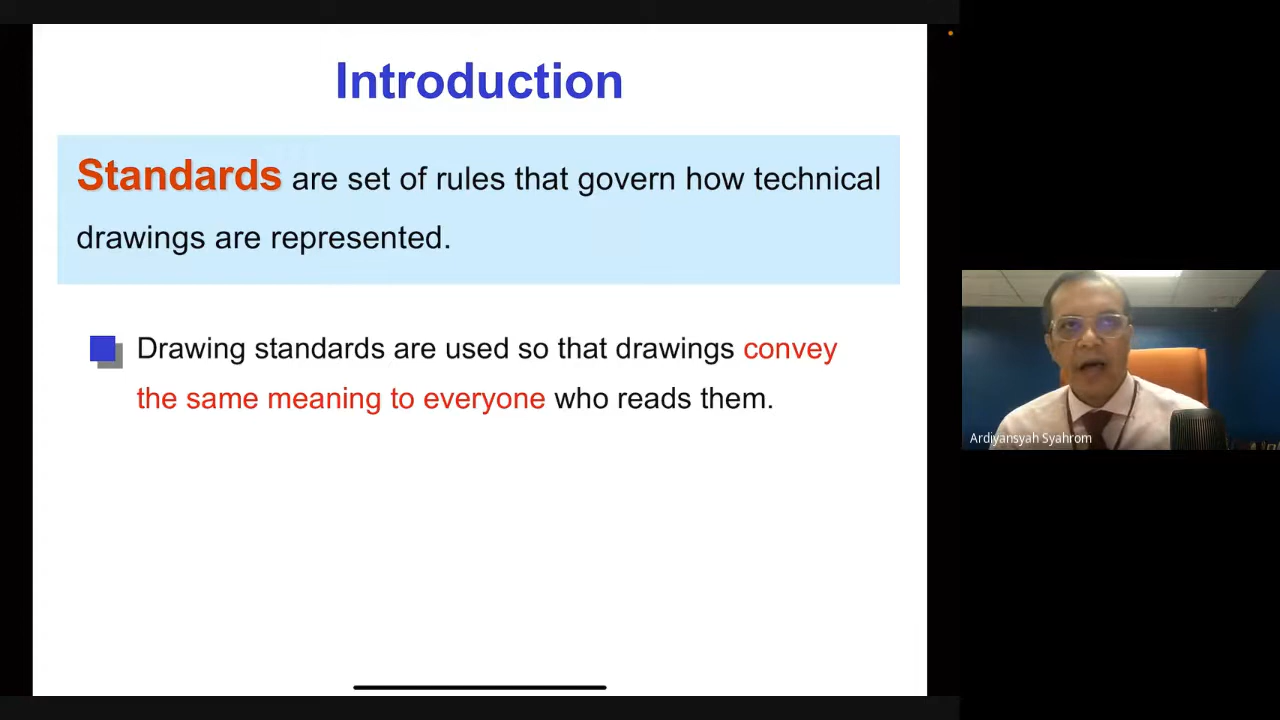 Introduction
Standards are set of rules that govern how technical
drawings are represented.
Drawing standards are used so that drawings convey
the same meaning to everyone who reads them.
Ardiyansyah Syahrom